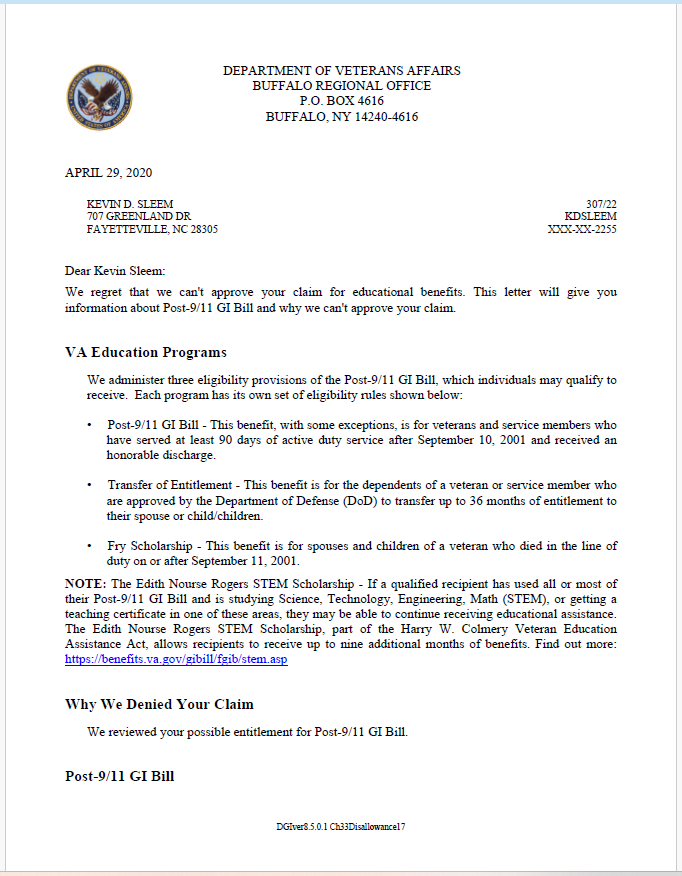 DEPARTMENT OF VETERANS AFFAIRS
BUFFALO REGIONAL OFFICE
P.O. BOX 4616
BUFFALO, NY 14240-4616
APRIL 29, 2020
KEVIN D. SLEEM
707 GREENLAND DR
FAYETTEVILLE, NC 28305
307/22
KDSLEEM
XXX-XX-2255
Dear Kevin Sleem:
We regret that we can't approve your claim for educational benefits. This letter will give you
information about Post-9/11 GI Bill and why we can't approve your claim.
VA Education Programs
We administer three eligibility provisions of the Post-9/11 GI Bill, which individuals may qualify to
receive. Each program has its own set of eligibility rules shown below:
• Post-9/11 GI Bill - This benefit, with some exceptions, is for veterans and service members who
have served at least 90 days of active duty service after September 10, 2001 and received an
honorable discharge.
• Transfer of Entitlement - This benefit is for the dependents of a veteran or service member who
are approved by the Department of Defense (DoD) to transfer up to 36 months of entitlement to
their spouse or child/children.
• Fry Scholarship - This benefit is for spouses and children of a veteran who died in the line of
duty on or after September 11, 2001.
NOTE: The Edith Nourse Rogers STEM Scholarship - If a qualified recipient has used all or most of
their Post-9/11 GI Bill and is studying Science, Technology, Engineering, Math (STEM), or getting a
teaching certificate in one of these areas, they may be able to continue receiving educational assistance.
The Edith Nourse Rogers STEM Scholarship, part of the Harry W. Colmery Veteran Education
Assistance Act, allows recipients to receive up to nine additional months of benefits. Find out more:
https://benefits.va.gov/gibill/fgib/stem.asp
Why We Denied Your Claim
We reviewed your possible entitlement for Post-9/11 GI Bill.
Post-9/11 GI Bill
DGIver8.5.0.1 Ch33Disallowance17